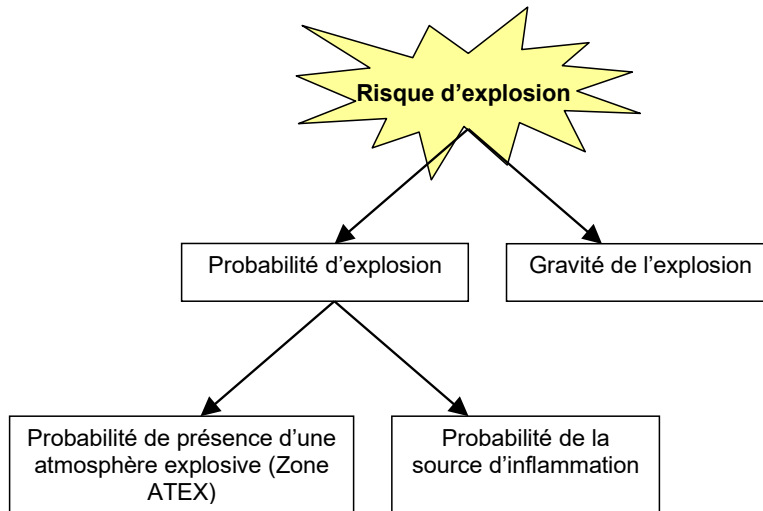 Risque d’explosion
Probabilité d’explosion
Gravité de l’explosion
Probabilité de présence d’une
atmosphère explosive (Zone
ATEX)
Probabilité de la
source d’inflammation